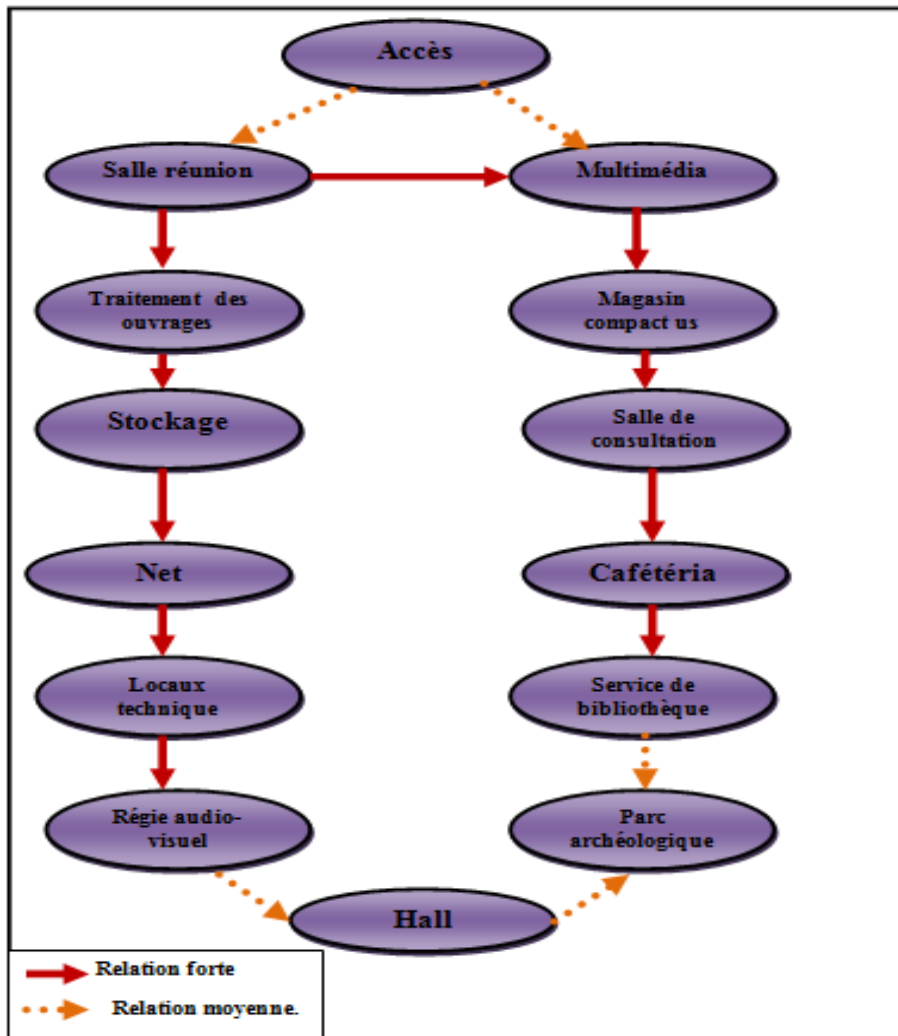 Accès
Salle réunion
Multimédia
Traitement des
ouvrages
Magasin
compact us
Stockage
Salle de
consultation
Net
Cafétéria
Locaux
technique
Service de
bibliothèque
Régie audio-
visuel
Parc
archéologique
Hall
Relation forte
Relation moyenne.